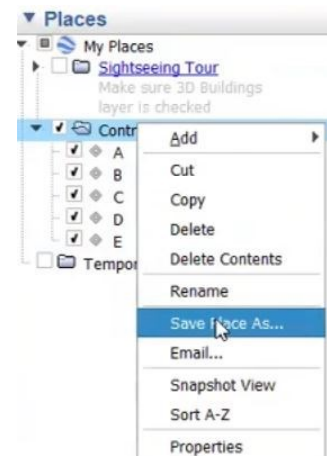 Places
My Places
Sightseeing Tour
Make sure 3D Buildings
layer is checked
Contr
A
B
C
D
E
Tempor
Add
Cut
Copy
Delete
Delete Contents
Rename
Save Place As...
Email...
Snapshot View
Sort A-Z
Properties